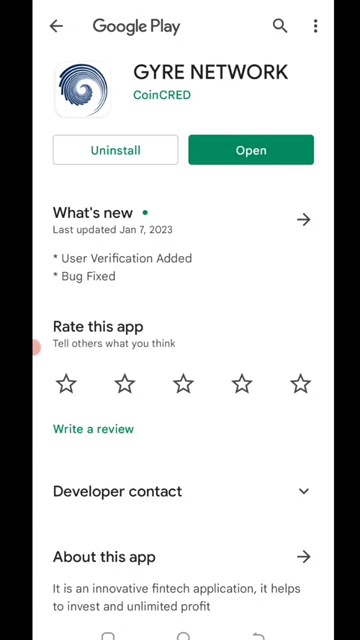 Google Play
GYRE NETWORK
CoinCRED
Uninstall
Open
What's new
Last updated Jan 7, 2023
* User Verification Added
* Bug Fixed
Rate this app
Tell others what you think
Write a review
Developer contact
About this app
It is an innovative fintech application, it helps
to invest and unlimited profit